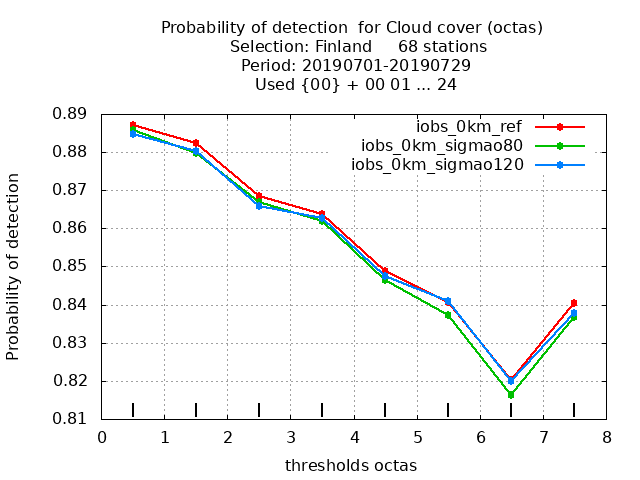 Probability of detection  for Cloud cover (octas)
Selection: Finland     68 stations
Period: 20190701-20190729
Used {00} + 00 01 ... 24
iobs_0km_ref
iobs_0km_sigmao80
iobs_0km_sigmao120
Probability of detection
0.89
0.88
0.87
0.86
0.85
0.84
0.83
0.82
0.81
0 1 2 3 4 5 6 7 8
thresholds octas